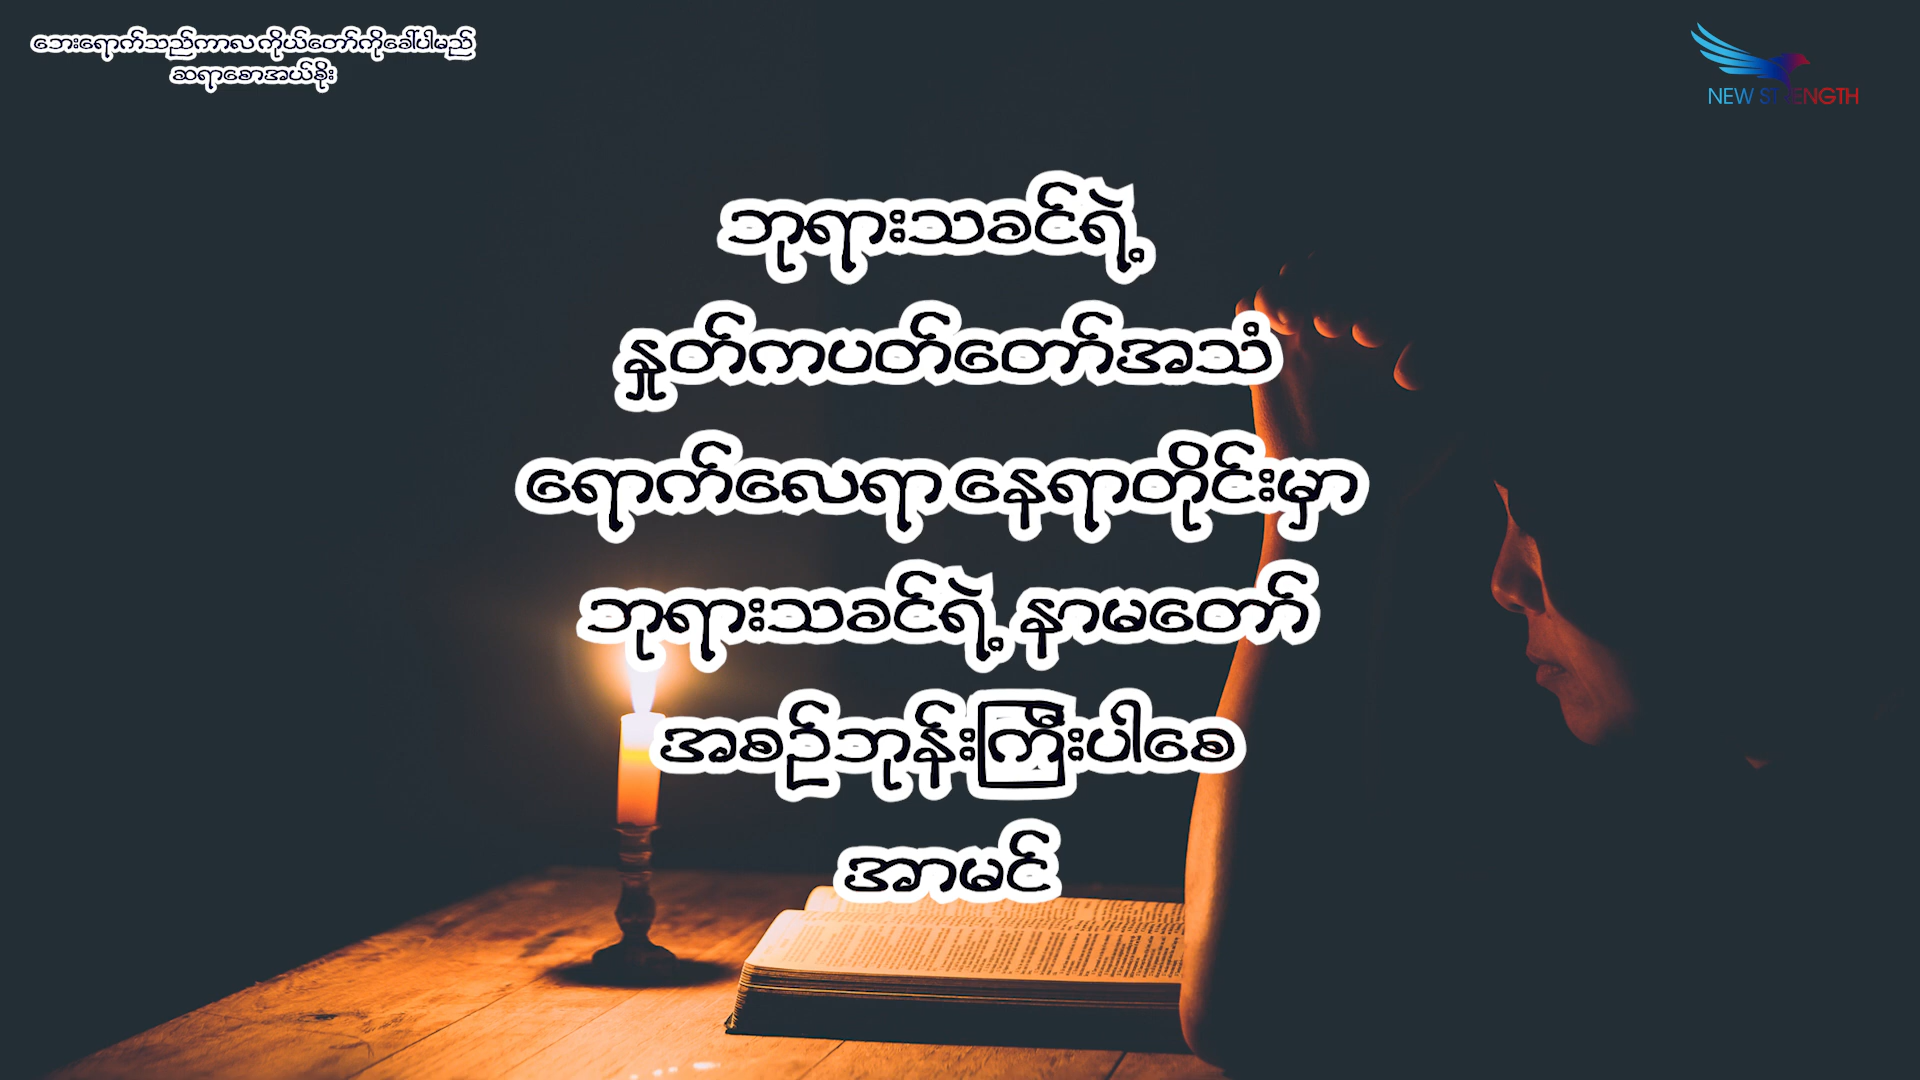 ဘေးရောက်သည်ကာလကိုယ်တော်ကိုခေါ်ပါမည်
ဆရာစောအယ်စိုး
NEW STRENGTH
ဘုရားသခင်ရဲ့
နှုတ်ကပတ်တော်အသံ
ရောက်လေရာ နေရာတိုင်းမှာ
ဘုရားသခင်ရဲ့ နာမတော်
အစဉ်ဘုန်းကြီးပါစေ
အာမင်